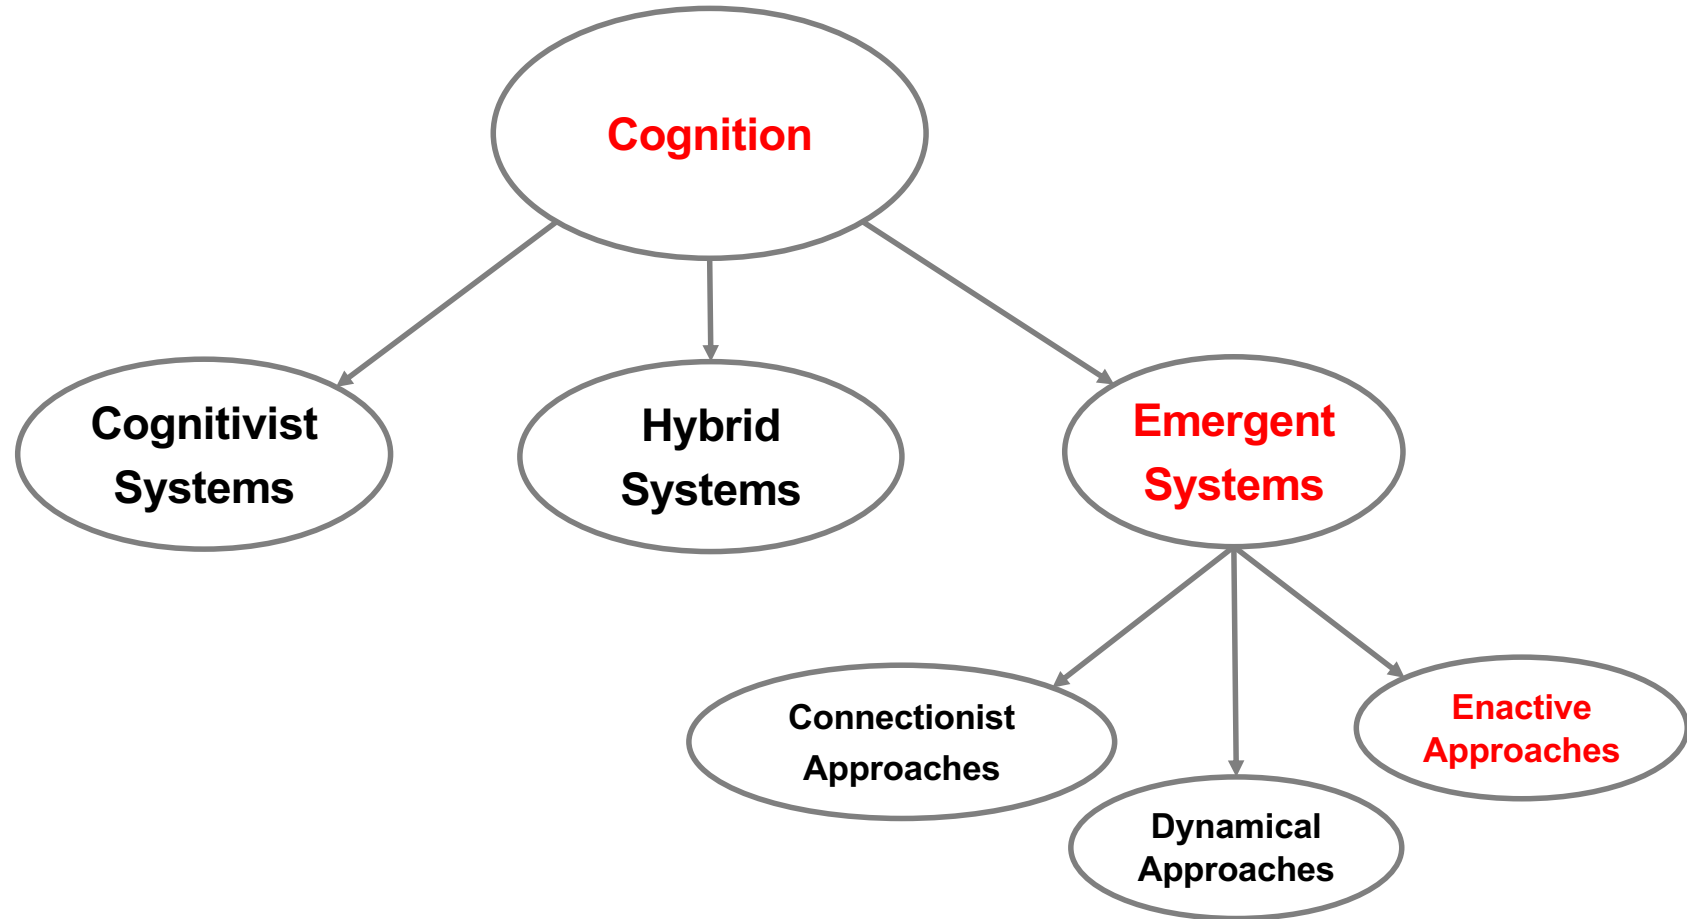 Cognition
Cognitivist
Systems
Hybrid
Systems
Emergent
Systems
Connectionist
Approaches
Dynamical
Approaches
Enactive
Approaches